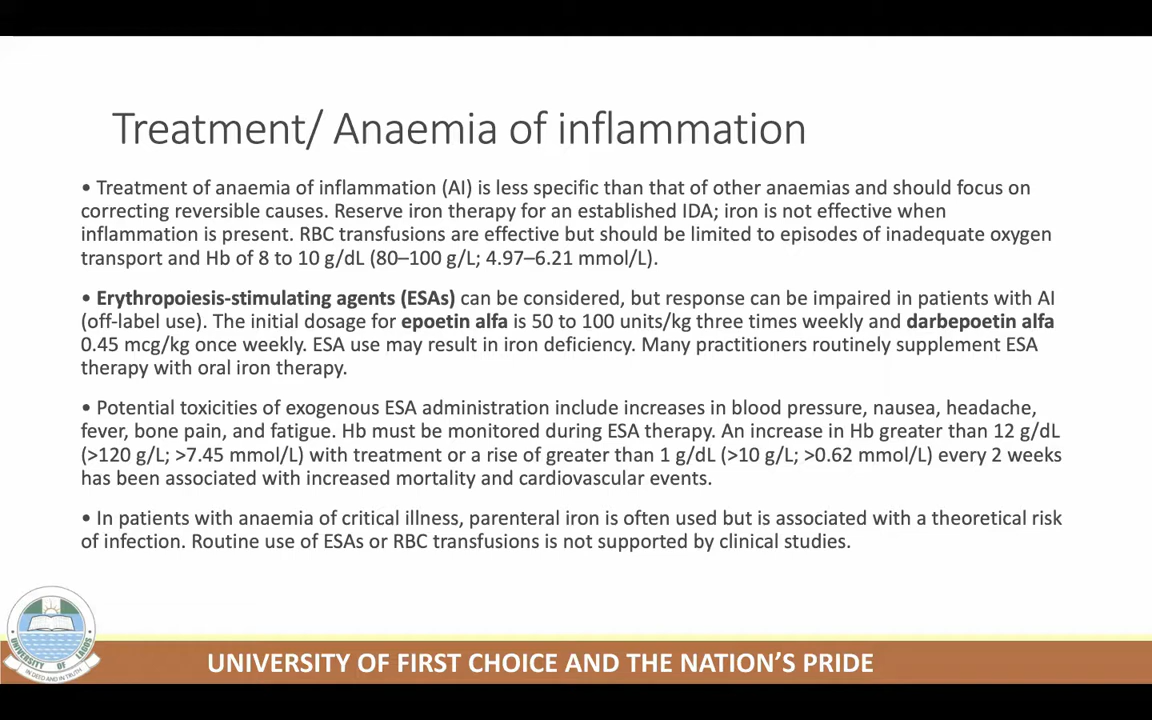 Treatment/ Anaemia of inflammation
• Treatment of anaemia of inflammation (AI) is less specific than that of other anaemias and should focus on
correcting reversible causes. Reserve iron therapy for an established IDA; iron is not effective when
inflammation is present. RBC transfusions are effective but should be limited to episodes of inadequate oxygen
transport and Hb of 8 to 10 g/dL (80–100 g/L; 4.97–6.21 mmol/L).
• Erythropoiesis-stimulating agents (ESAs) can be considered, but response can be impaired in patients with AI
(off-label use). The initial dosage for epoetin alfa is 50 to 100 units/kg three times weekly and darbepoetin alfa
0.45 mcg/kg once weekly. ESA use may result in iron deficiency. Many practitioners routinely supplement ESA
therapy with oral iron therapy.
• Potential toxicities of exogenous ESA administration include increases in blood pressure, nausea, headache,
fever, bone pain, and fatigue. Hb must be monitored during ESA therapy. An increase in Hb greater than 12 g/dL
(>120 g/L; >7.45 mmol/L) with treatment or a rise of greater than 1 g/dL (>10 g/L; >0.62 mmol/L) every 2 weeks
has been associated with increased mortality and cardiovascular events.
• In patients with anaemia of critical illness, parenteral iron is often used but is associated with a theoretical risk
of infection. Routine use of ESAs or RBC transfusions is not supported by clinical studies.
UNIVERSITY OF LAGOS
IN DEED AND IN TRUTH
UNIVERSITY OF FIRST CHOICE AND THE NATION'S PRIDE